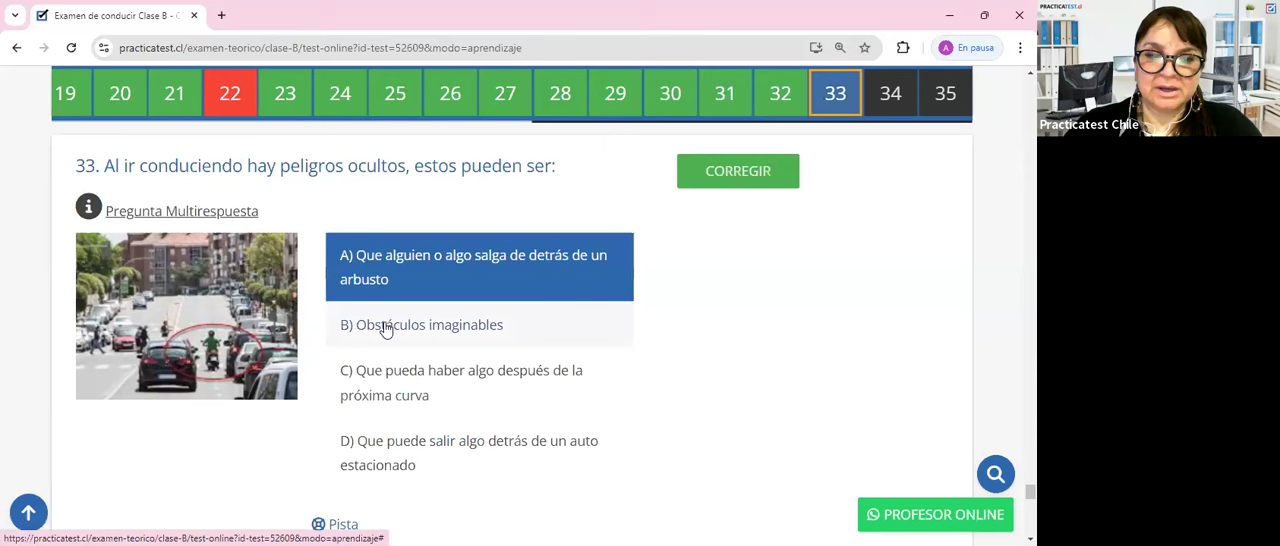 Examen de conducir Clase B - C
practicatest.cl/examen-teorico/clase-B/test-online?id-test=52609&modo=aprendizaje
A
En pausa
PRACTICATEST.cl
19 20 21 22 23 24 25 26 27 28 29 30 31 32 33 34 35
Practicatest Chile
33. Al ir conduciendo hay peligros ocultos, estos pueden ser:
CORREGIR
Pregunta Multirespuesta
A) Que alguien o algo salga de detrás de un
arbusto
B) Obstáculos imaginables
C) Que pueda haber algo después de la
próxima curva
D) Que puede salir algo detrás de un auto
estacionado
Pista
PROFESOR ONLINE
https://practicatest.cl/examen-teorico/clase-B/test-online?id-test=52609&modo=aprendizaje#